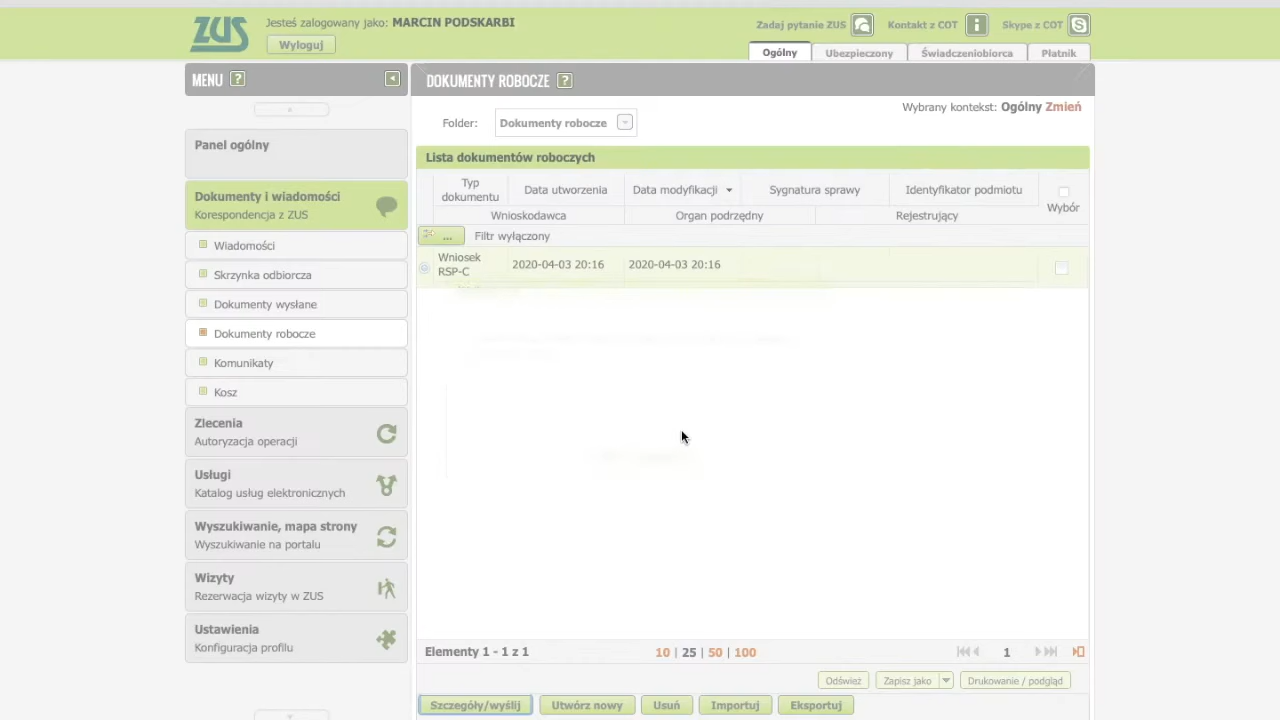 ZUS
Jesteś zalogowany jako: MARCIN PODSKARBI
Wyloguj
Zadaj pytanie ZUS
Kontakt z COT
i
Skype z COT
S
Ogólny
Ubezpieczony
Świadczeniobiorca
Płatnik
MENU ?
Panel ogólny
Dokumenty i wiadomości
Korespondencja z ZUS
Wiadomości
Skrzynka odbiorcza
Dokumenty wysłane
Dokumenty robocze
Komunikaty
Kosz
Zlecenia
Autoryzacja operacji
Usługi
Katalog usług elektronicznych
Wyszukiwanie, mapa strony
Wyszukiwanie na portalu
Wizyty
Rezerwacja wizyty w ZUS
Ustawienia
Konfiguracja profilu
DOKUMENTY ROBOCZE ?
Wybrany kontekst: Ogólny Zmień
Folder: Dokumenty robocze
Lista dokumentów roboczych
Typ dokumentu
Data utworzenia
Data modyfikacji
Sygnatura sprawy
Identyfikator podmiotu
Wybór
Wnioskodawca
Organ podrzędny
Rejestrujący
... Filtr wyłączony
Wniosek RSP-C
2020-04-03 20:16
2020-04-03 20:16
Elementy 1 - 1 z 1
10 | 25 | 50 | 100
1
Odśwież
Zapisz jako
Drukowanie / podgląd
Szczegóły/wyślij
Utwórz nowy
Usuń
Importuj
Eksportuj